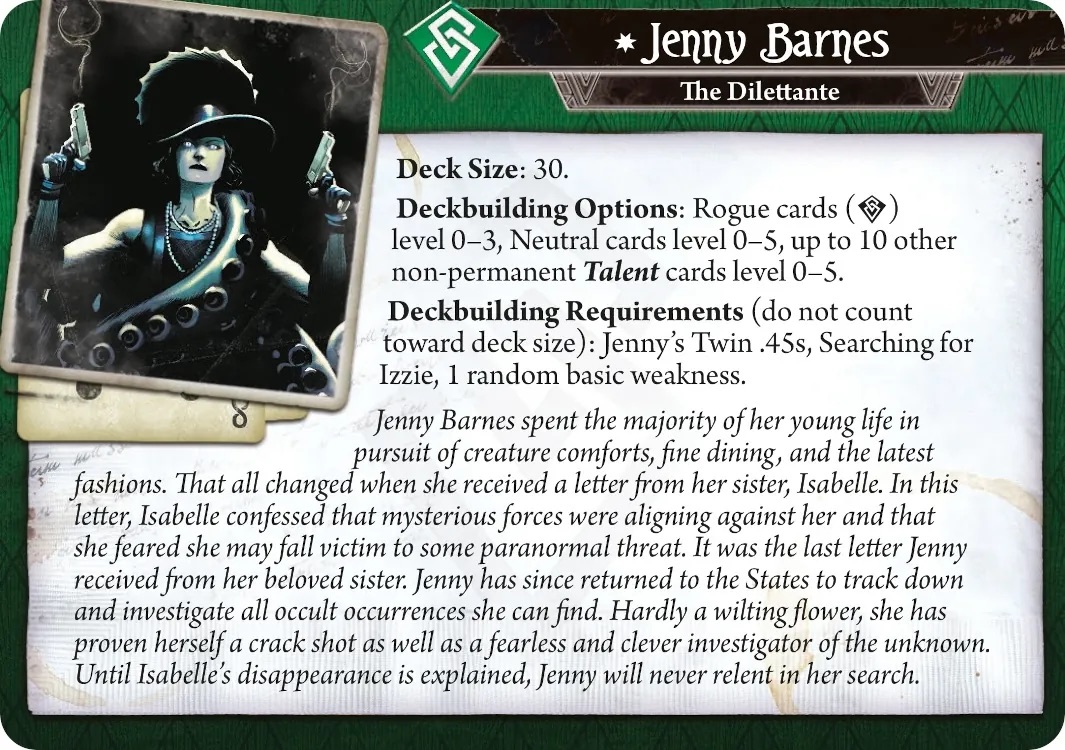 Jenny Barnes
The Dilettante
Deck Size: 30.
Deckbuilding Options: Rogue cards ( )
level 0–3, Neutral cards level 0–5, up to 10 other
non-permanent Talent cards level 0–5.
Deckbuilding Requirements (do not count
toward deck size): Jenny’s Twin .45s, Searching for
Izzie, 1 random basic weakness.
8
Jenny Barnes spent the majority of her young life in
pursuit of creature comforts, fine dining, and the latest
fashions. That all changed when she received a letter from her sister, Isabelle. In this
letter, Isabelle confessed that mysterious forces were aligning against her and that
she feared she may fall victim to some paranormal threat. It was the last letter Jenny
received from her beloved sister. Jenny has since returned to the States to track down
and investigate all occult occurrences she can find. Hardly a wilting flower, she has
proven herself a crack shot as well as a fearless and clever investigator of the unknown.
Until Isabelle’s disappearance is explained, Jenny will never relent in her search.